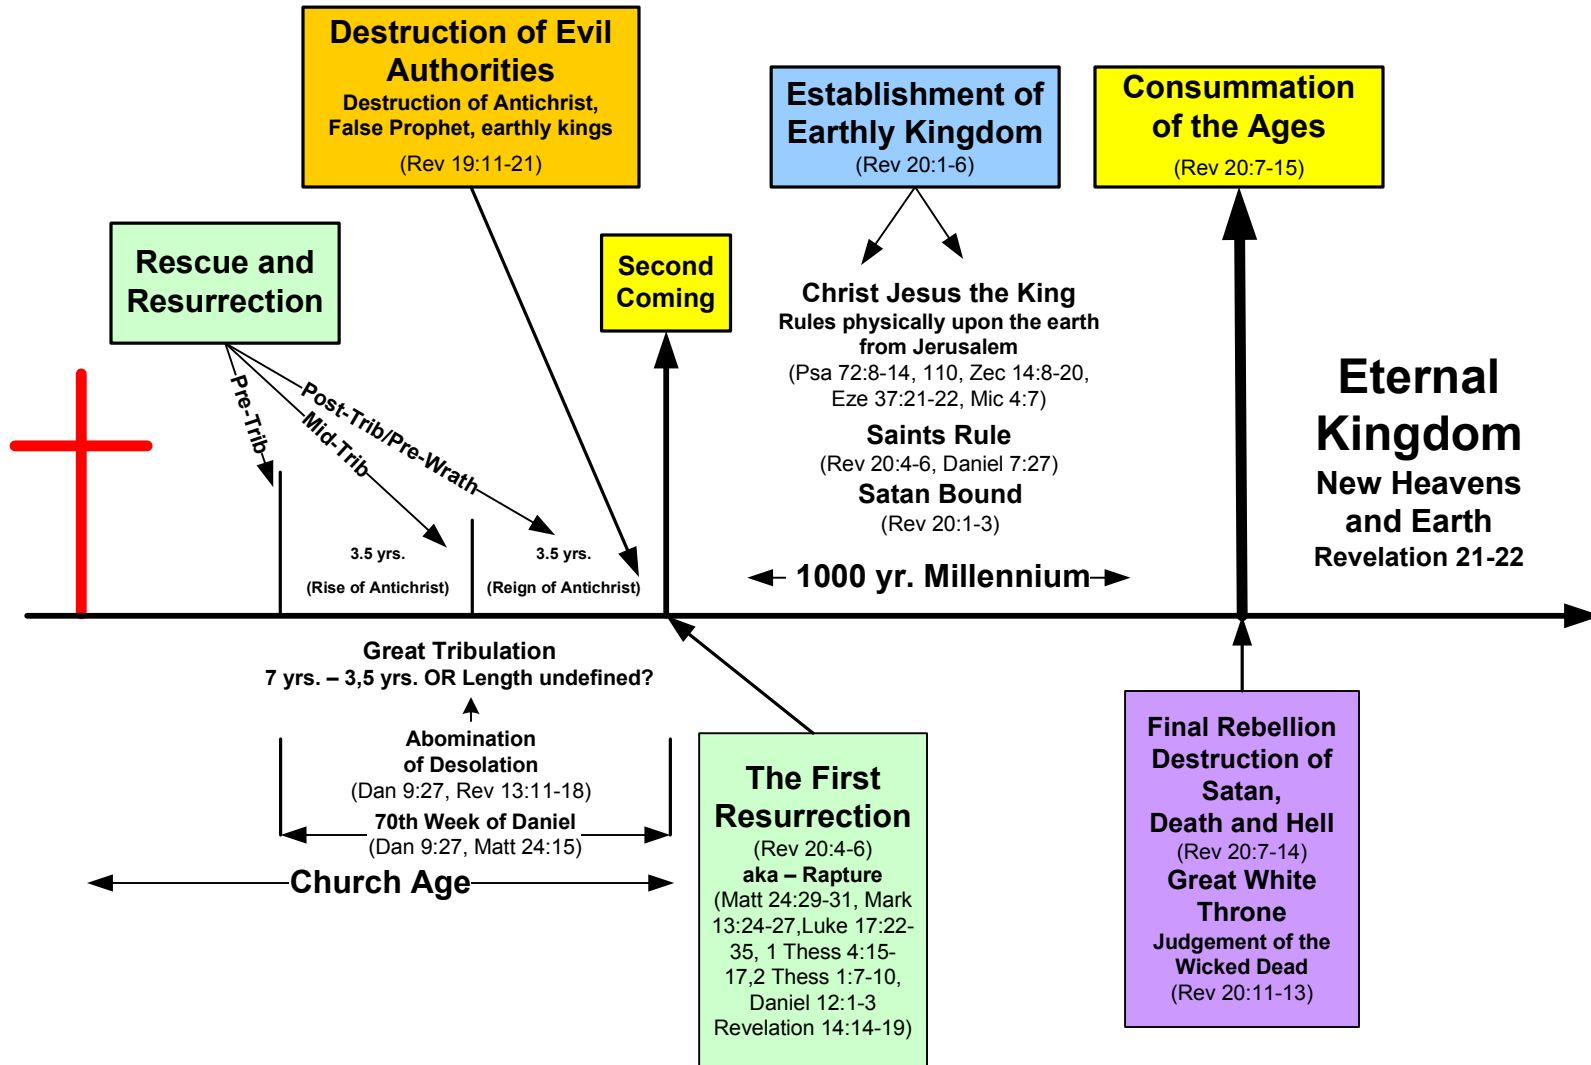 Destruction of Evil
Authorities
Destruction of Antichrist,
False Prophet, earthly kings
(Rev 19:11-21)
Establishment of
Earthly Kingdom
(Rev 20:1-6)
Consummation
of the Ages
(Rev 20:7-15)
Rescue and
Resurrection
Second
Coming
Christ Jesus the King
Rules physically upon the earth
from Jerusalem
(Psa 72:8-14, 110, Zec 14:8-20,
Eze 37:21-22, Mic 4:7)
Saints Rule
(Rev 20:4-6, Daniel 7:27)
Satan Bound
(Rev 20:1-3)
Eternal
Kingdom
New Heavens
and Earth
Revelation 21-22
Pre-Trib
Mid-Trib
Post-Trib/Pre-Wrath
3.5 yrs.
(Rise of Antichrist)
3.5 yrs.
(Reign of Antichrist)
1000 yr. Millennium
Great Tribulation
7 yrs. – 3,5 yrs. OR Length undefined?
Abomination
of Desolation
(Dan 9:27, Rev 13:11-18)
70th Week of Daniel
(Dan 9:27, Matt 24:15)
Church Age
The First
Resurrection
(Rev 20:4-6)
aka – Rapture
(Matt 24:29-31, Mark
13:24-27,Luke 17:22-
35, 1 Thess 4:15-
17,2 Thess 1:7-10,
Daniel 12:1-3
Revelation 14:14-19)
Final Rebellion
Destruction of
Satan,
Death and Hell
(Rev 20:7-14)
Great White
Throne
Judgement of the
Wicked Dead
(Rev 20:11-13)